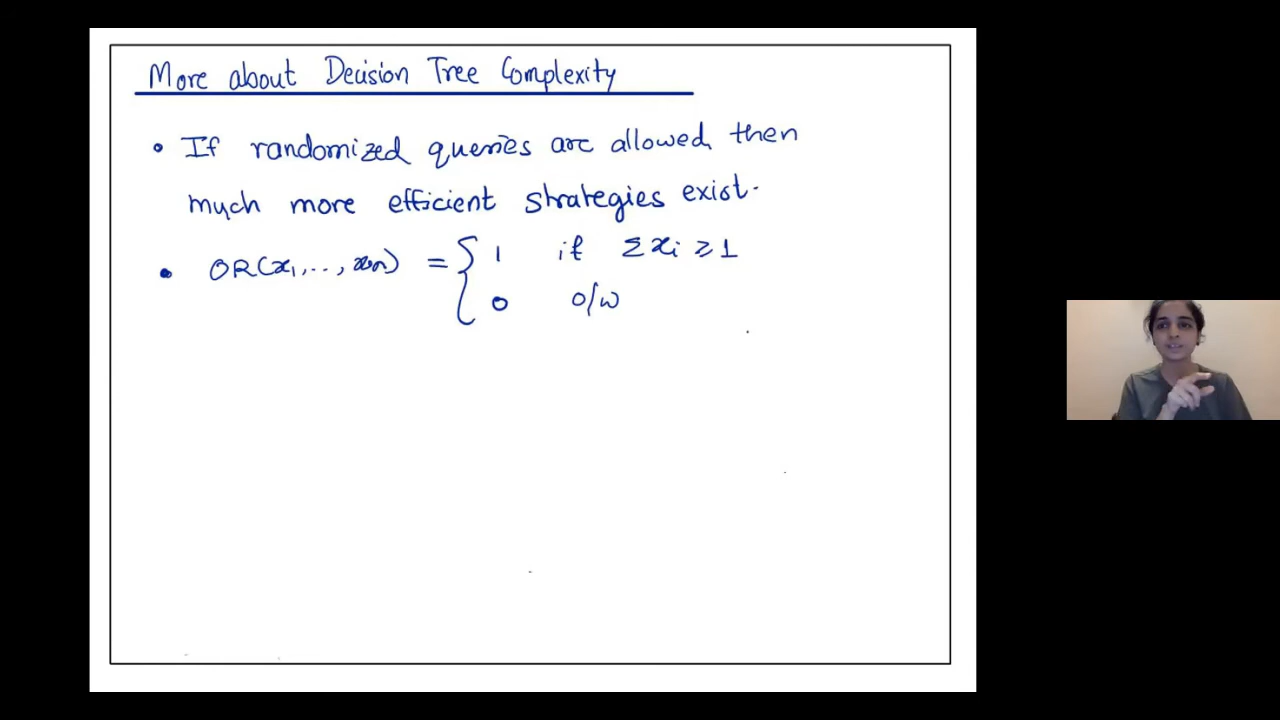 More about Decision Tree Complexity
• If randomized queries are allowed, then
much more efficient strategies exist.
• OR(x₁,..., xₙ) = { 1 if Σxᵢ ≥ 1
0 o/w